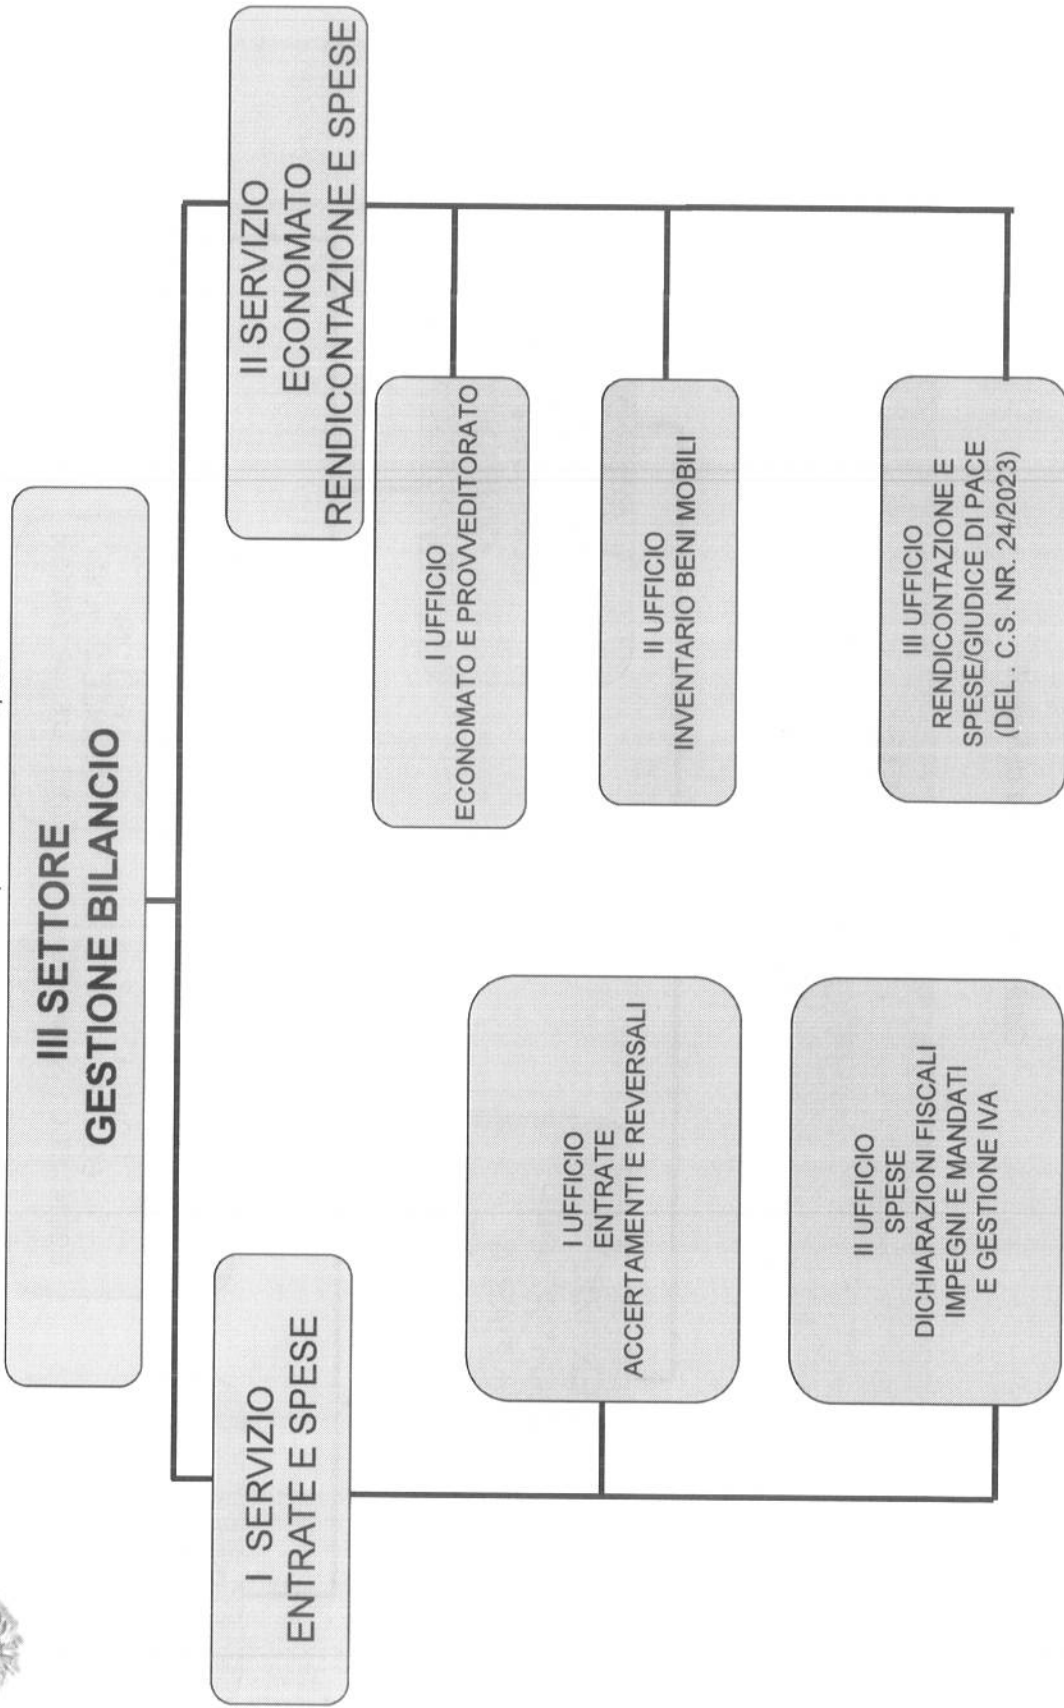 III SETTORE
GESTIONE BILANCIO
I SERVIZIO
ENTRATE E SPESE
I UFFICIO
ENTRATE
ACCERTAMENTI E REVERSALI
II UFFICIO
SPESE
DICHIARAZIONI FISCALI
IMPEGNI E MANDATI
E GESTIONE IVA
II SERVIZIO
ECONOMATO
RENDICONTAZIONE E SPESE
I UFFICIO
ECONOMATO E PROVVEDITORATO
II UFFICIO
INVENTARIO BENI MOBILI
III UFFICIO
RENDICONTAZIONE E
SPESE/GIUDICE DI PACE
(DEL . C.S. NR. 24/2023)